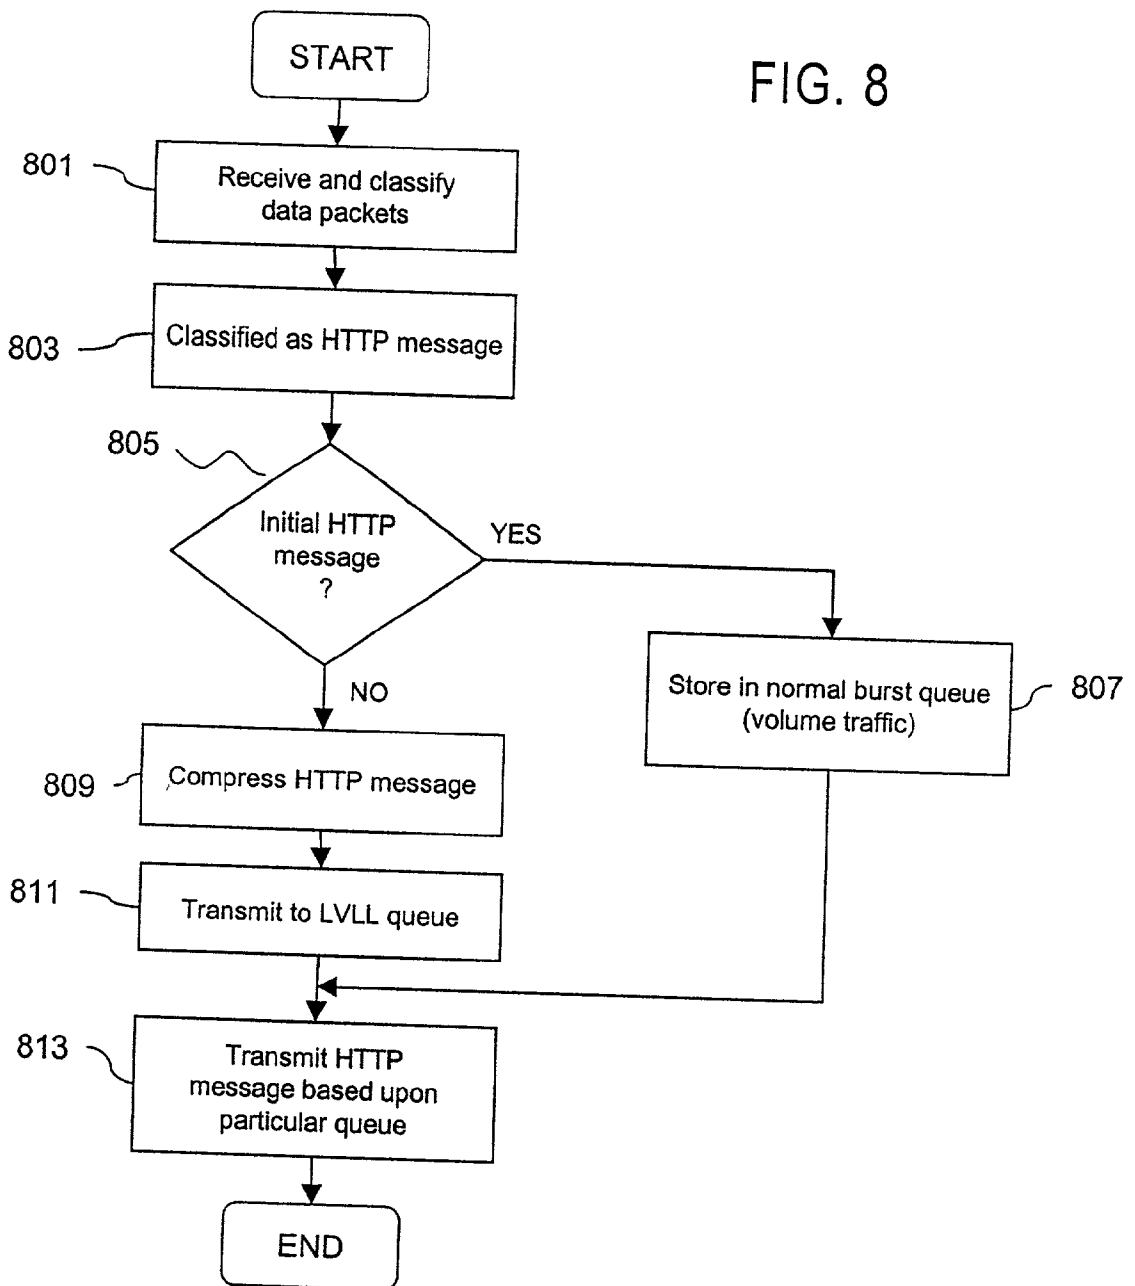 START
FIG. 8
801
Receive and classify
data packets
803
Classified as HTTP message
805
Initial HTTP
message
?
YES
NO
Store in normal burst queue
(volume traffic)
807
809
Compress HTTP message
811
Transmit to LVLL queue
813
Transmit HTTP
message based upon
particular queue
END